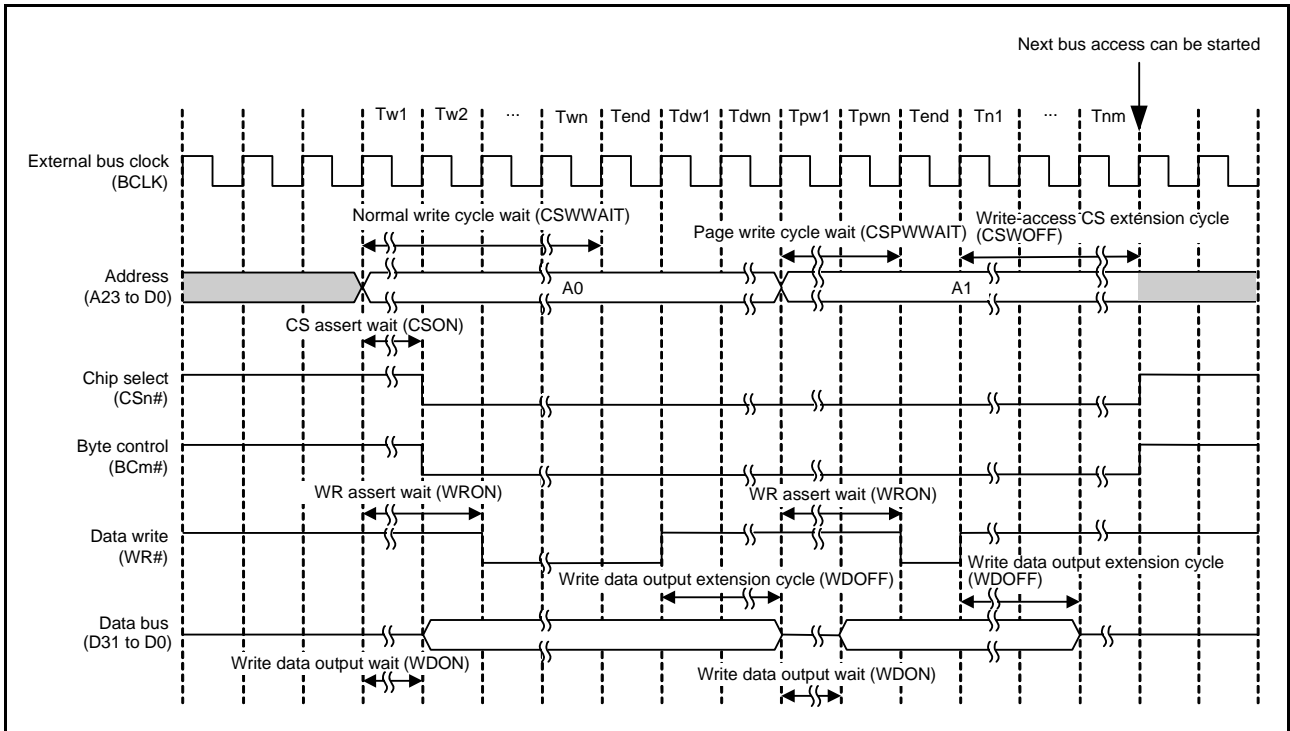 Next bus access can be started
Tw1 Tw2 ... Twn Tend Tdw1 Tdwn Tpw1 Tpwn Tend Tn1 ... Tnm
External bus clock
(BCLK)
Normal write cycle wait (CSWWAIT)
Page write cycle wait (CSPWWAIT)
Write-access CS extension cycle
(CSWOFF)
Address
(A23 to D0)
A0
A1
CS assert wait (CSON)
Chip select
(CSn#)
Byte control
(BCm#)
WR assert wait (WRON)
WR assert wait (WRON)
Data write
(WR#)
Write data output extension cycle (WDOFF)
Write data output extension cycle
(WDOFF)
Data bus
(D31 to D0)
Write data output wait (WDON)
Write data output wait (WDON)